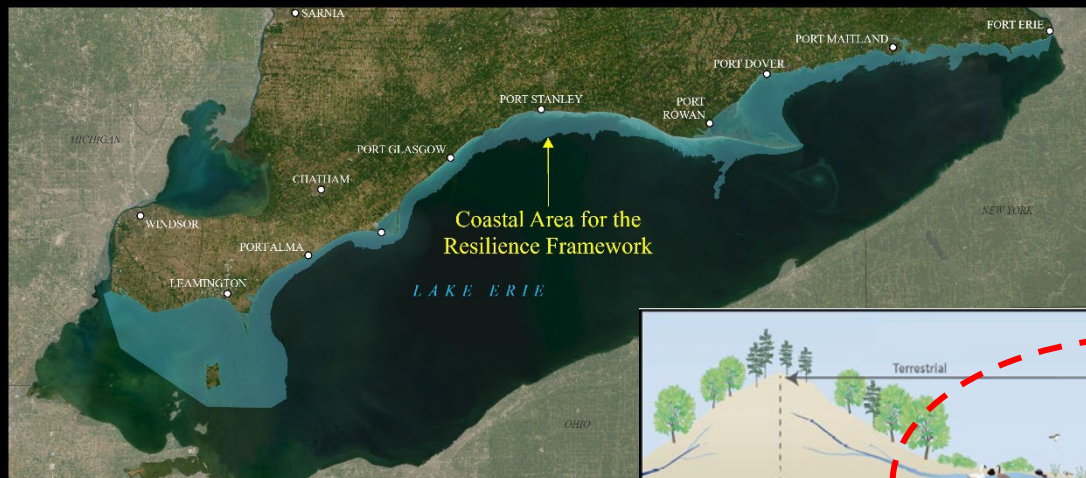 SARNIA
FORT ERIE
PORT MAITLAND
PORT DOVER
PORT STANLEY
PORT
ROWAN
MICHIGAN
PORT GLASGOW
CHATHAM
NEW YORK
WINDSOR
Coastal Area for the
Resilience Framework
PORT ALMA
LEAMINGTON
LAKE ERIE
Terrestrial
OHIO